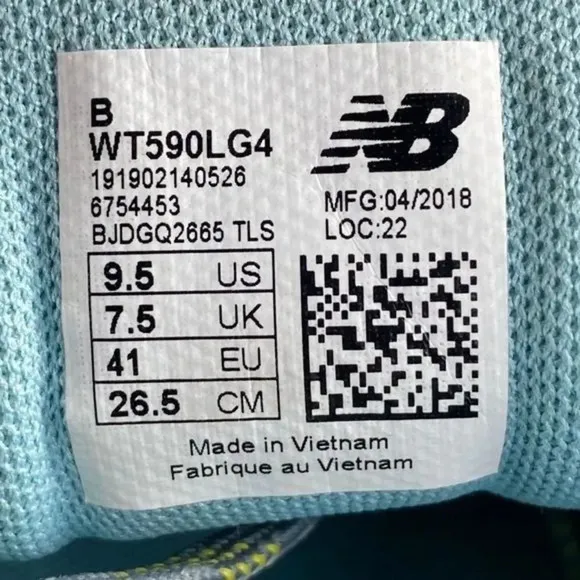 B
WT590LG4
191902140526
6754453
BJDGQ2665 TLS
NB
MFG:04/2018
LOC:22
9.5 US
7.5 UK
41 EU
26.5 CM
Made in Vietnam
Fabrique au Vietnam